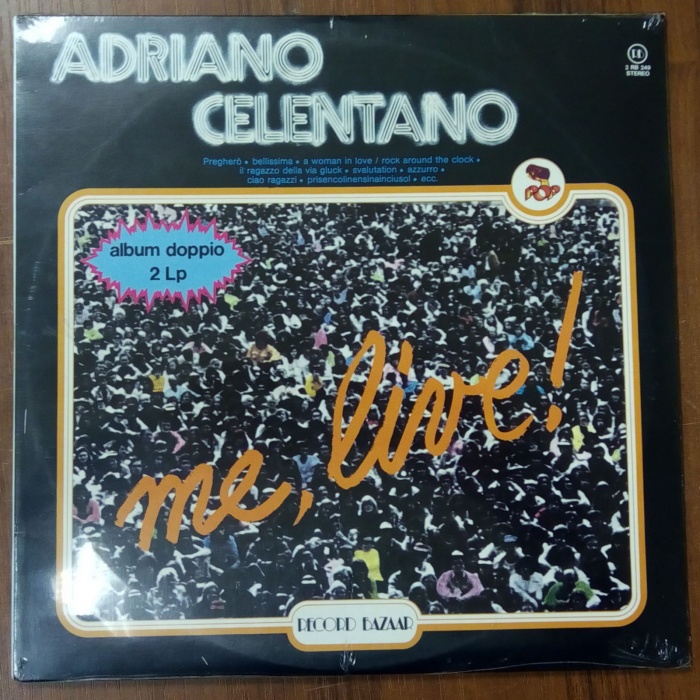 ADRIANO
CELENTANO
RB
2 RB 249
STEREO
Pregherò • bellissima • a woman in love / rock around the clock •
il ragazzo della via gluck • svalutation • azzurro •
ciao ragazzi • prisencolinensinainciusol • ecc.
POP
album doppio
2 Lp
me, live!
RECORD BAZAAR